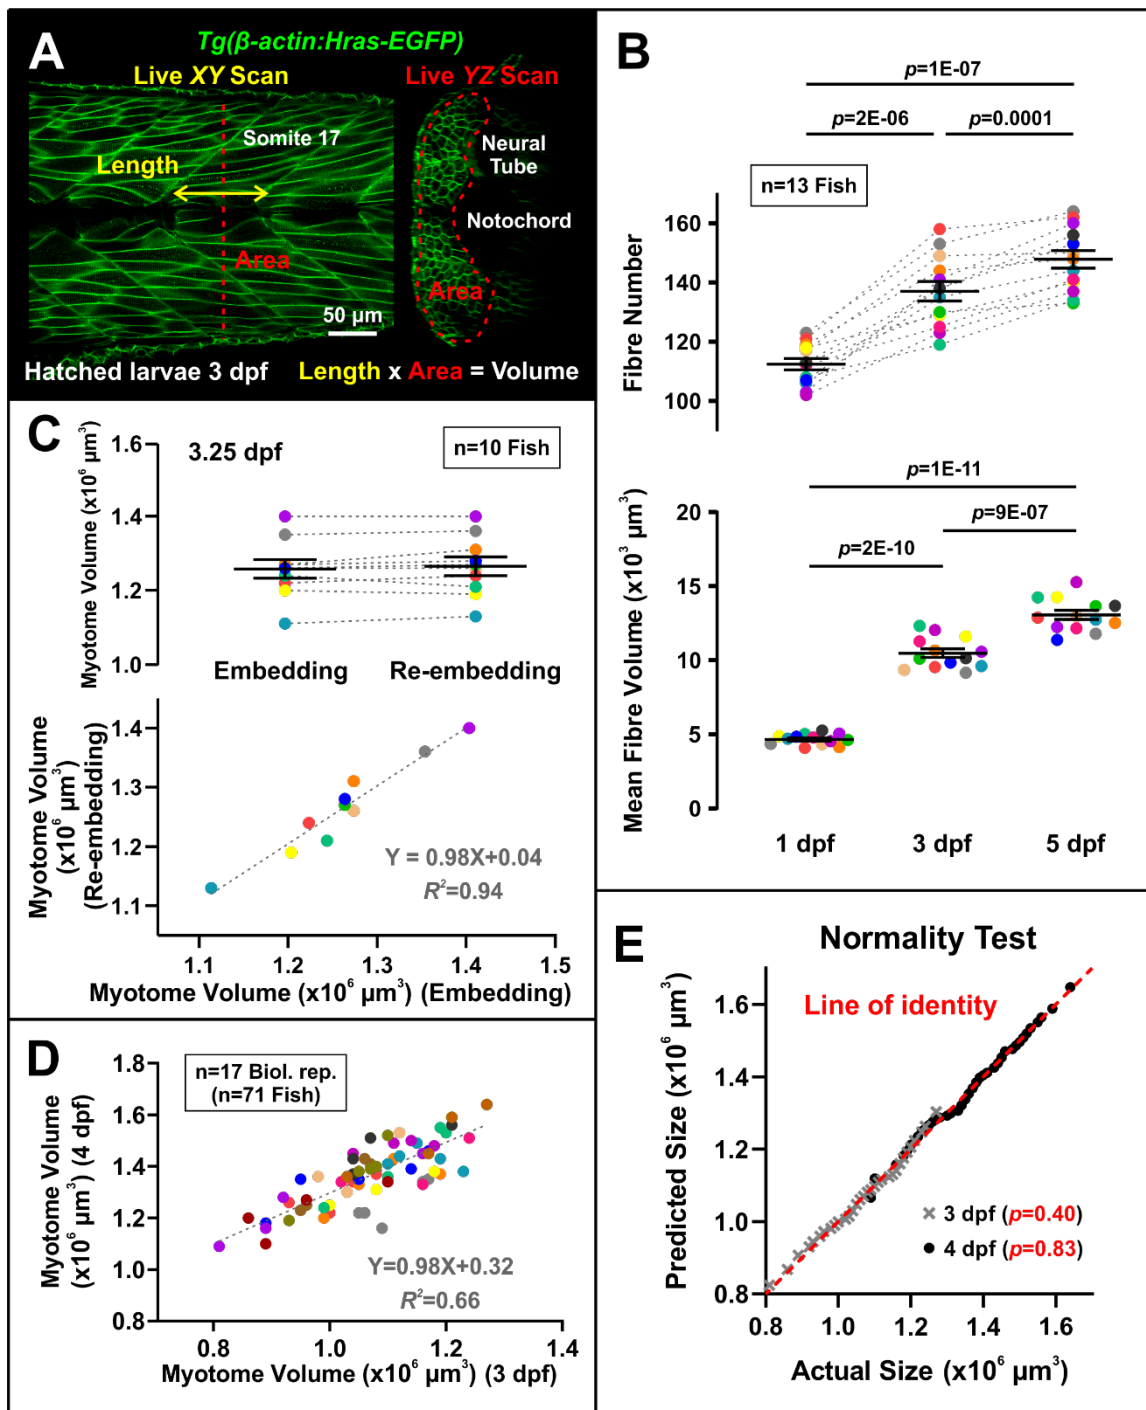 A
Tg(β-actin:Hras-EGFP)
Live XY Scan
Live YZ Scan
Somite 17
Length
Area
50 µm
Neural
Tube
Notochord
Area
Hatched larvae 3 dpf
Length x Area = Volume
B
p=1E-07
p=2E-06
p=0.0001
n=13 Fish
Fibre Number
160
140
120
100
p=1E-11
p=9E-07
p=2E-10
Mean Fibre Volume (x10³ µm³)
20
15
10
5
0
1 dpf
3 dpf
5 dpf
C
3.25 dpf
n=10 Fish
Myotome Volume (x10⁶ µm³)
1.6
1.4
1.2
1.0
Embedding
Re-embedding
Myotome Volume
(x10⁶ µm³)
(Re-embedding)
1.4
1.3
1.2
1.1
Y = 0.98X+0.04
R²=0.94
1.1
1.2
1.3
1.4
1.5
Myotome Volume (x10⁶ µm³) (Embedding)
D
n=17 Biol. rep.
(n=71 Fish)
Myotome Volume
(x10⁶ µm³) (4 dpf)
1.8
1.6
1.4
1.2
1.0
0.8
Y=0.98X+0.32
R²=0.66
0.8
1.0
1.2
1.4
Myotome Volume (x10⁶ µm³) (3 dpf)
E
Normality Test
Line of identity
Predicted Size (x10⁶ µm³)
1.6
1.4
1.2
1.0
0.8
3 dpf (p=0.40)
4 dpf (p=0.83)
0.8
1.0
1.2
1.4
1.6
Actual Size (x10⁶ µm³)